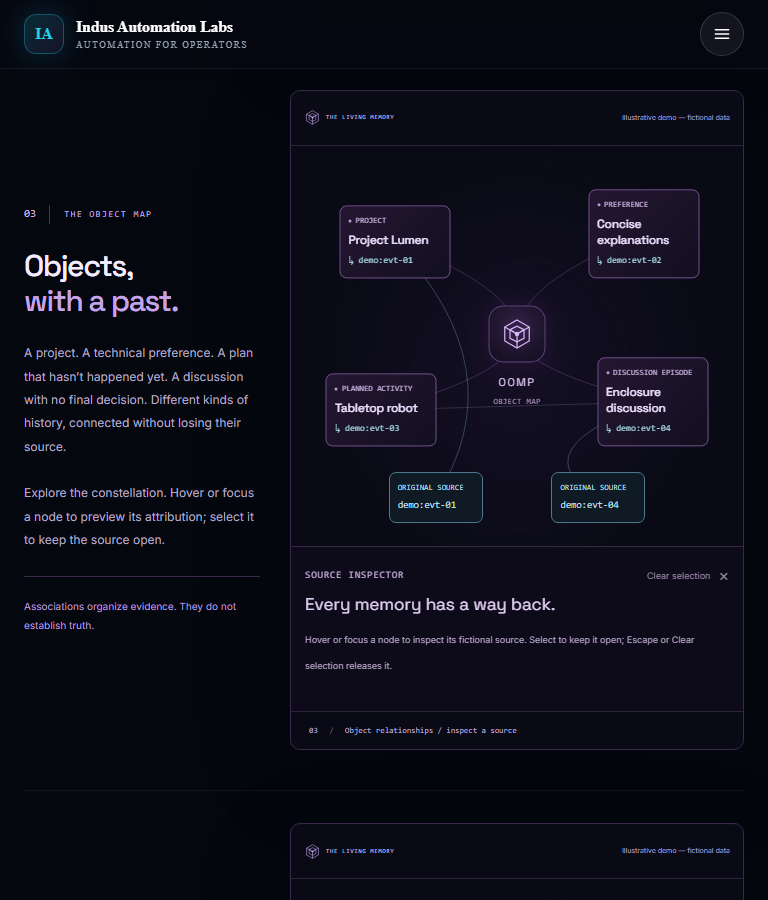 IA
Indus Automation Labs
AUTOMATION FOR OPERATORS
03
THE OBJECT MAP
Objects,
with a past.
A project. A technical preference. A plan
that hasn’t happened yet. A discussion
with no final decision. Different kinds of
history, connected without losing their
source.
Explore the constellation. Hover or focus
a node to preview its attribution; select it
to keep the source open.
Associations organize evidence. They do not
establish truth.
THE LIVING MEMORY
Illustrative demo — fictional data
PROJECT
Project Lumen
↳ demo:evt-01
PREFERENCE
Concise
explanations
↳ demo:evt-02
OOMP
OBJECT MAP
PLANNED ACTIVITY
Tabletop robot
↳ demo:evt-03
DISCUSSION EPISODE
Enclosure
discussion
↳ demo:evt-04
ORIGINAL SOURCE
demo:evt-01
ORIGINAL SOURCE
demo:evt-04
SOURCE INSPECTOR
Clear selection ✕
Every memory has a way back.
Hover or focus a node to inspect its fictional source. Select to keep it open; Escape or Clear
selection releases it.
03 / Object relationships / inspect a source
THE LIVING MEMORY
Illustrative demo — fictional data